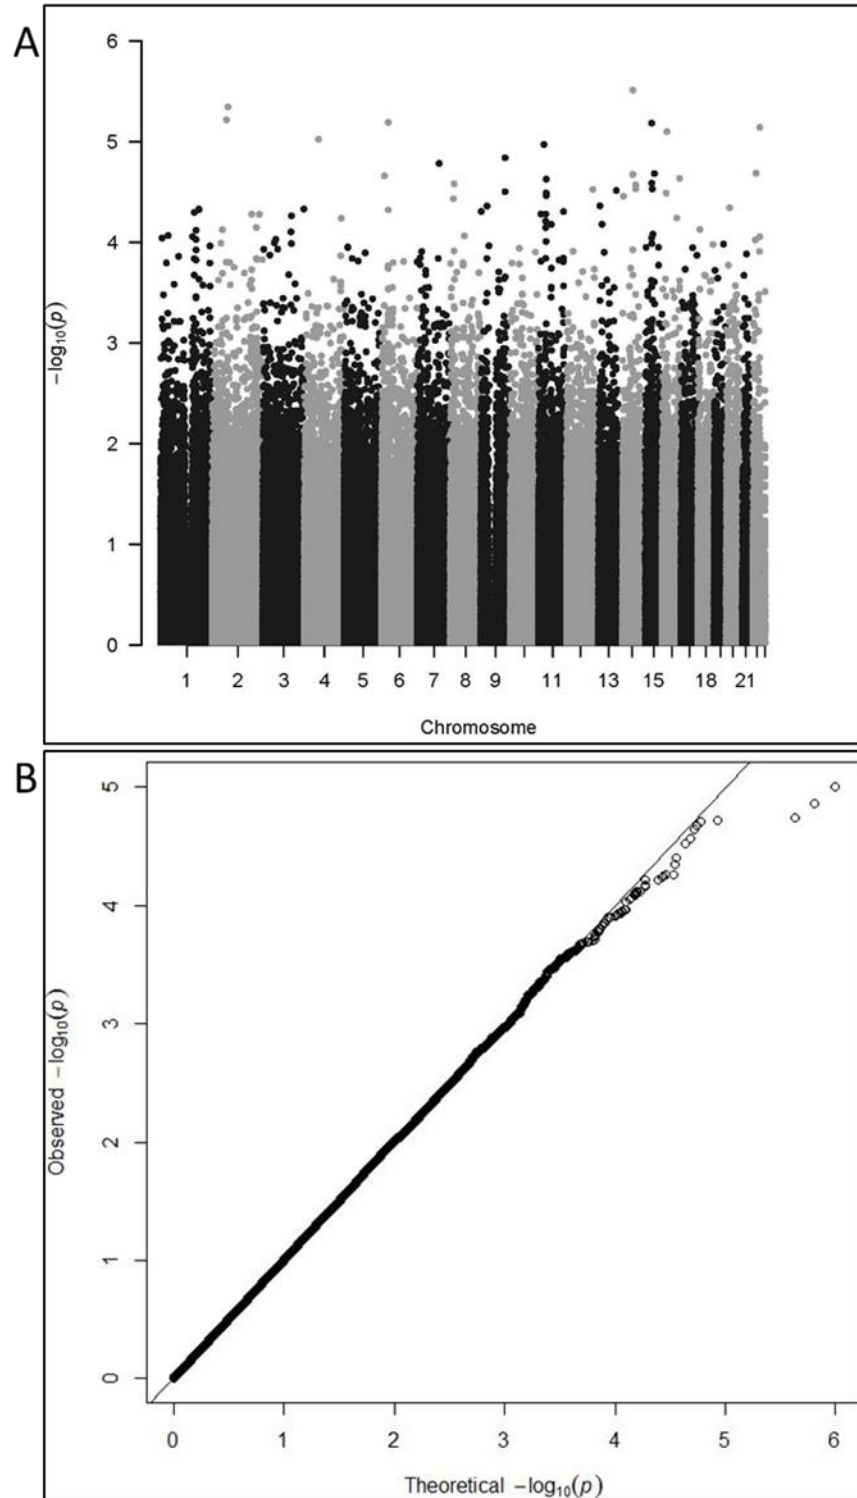 A
6
5
4
3
2
1
0
−log₁₀(p)
1 2 3 4 5 6 7 8 9 11 13 15 18 21
Chromosome
B
5
4
3
2
1
0
Observed −log₁₀(p)
0 1 2 3 4 5 6
Theoretical −log₁₀(p)